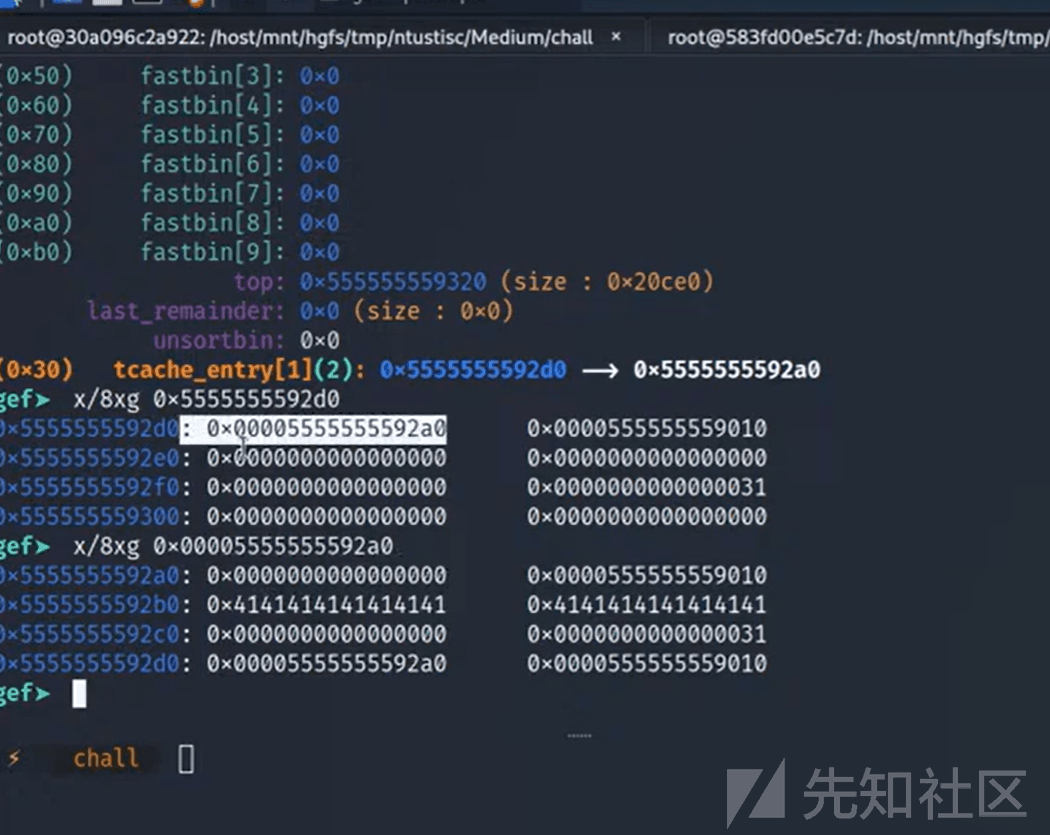 root@30a096c2a922: /host/mnt/hgfs/tmp/ntustisc/Medium/chall × root@583fd00e5c7d: /host/mnt/hgfs/tmp/
(0×50) fastbin[3]: 0×0
(0×60) fastbin[4]: 0×0
(0×70) fastbin[5]: 0×0
(0×80) fastbin[6]: 0×0
(0×90) fastbin[7]: 0×0
(0×a0) fastbin[8]: 0×0
(0×b0) fastbin[9]: 0×0
top: 0×555555559320 (size : 0×20ce0)
last_remainder: 0×0 (size : 0×0)
unsortbin: 0×0
(0×30) tcache_entry[1](2): 0×5555555592d0 → 0×5555555592a0
gef➤ x/8xg 0×5555555592d0
0×5555555592d0: 0×00005555555592a0 0×0000555555559010
0×5555555592e0: 0×0000000000000000 0×0000000000000000
0×5555555592f0: 0×0000000000000000 0×0000000000000031
0×555555559300: 0×0000000000000000 0×0000000000000000
gef➤ x/8xg 0×00005555555592a0
0×5555555592a0: 0×0000000000000000 0×0000555555559010
0×5555555592b0: 0×4141414141414141 0×4141414141414141
0×5555555592c0: 0×0000000000000000 0×0000000000000031
0×5555555592d0: 0×00005555555592a0 0×0000555555559010
gef➤
⚡ chall
先知社区